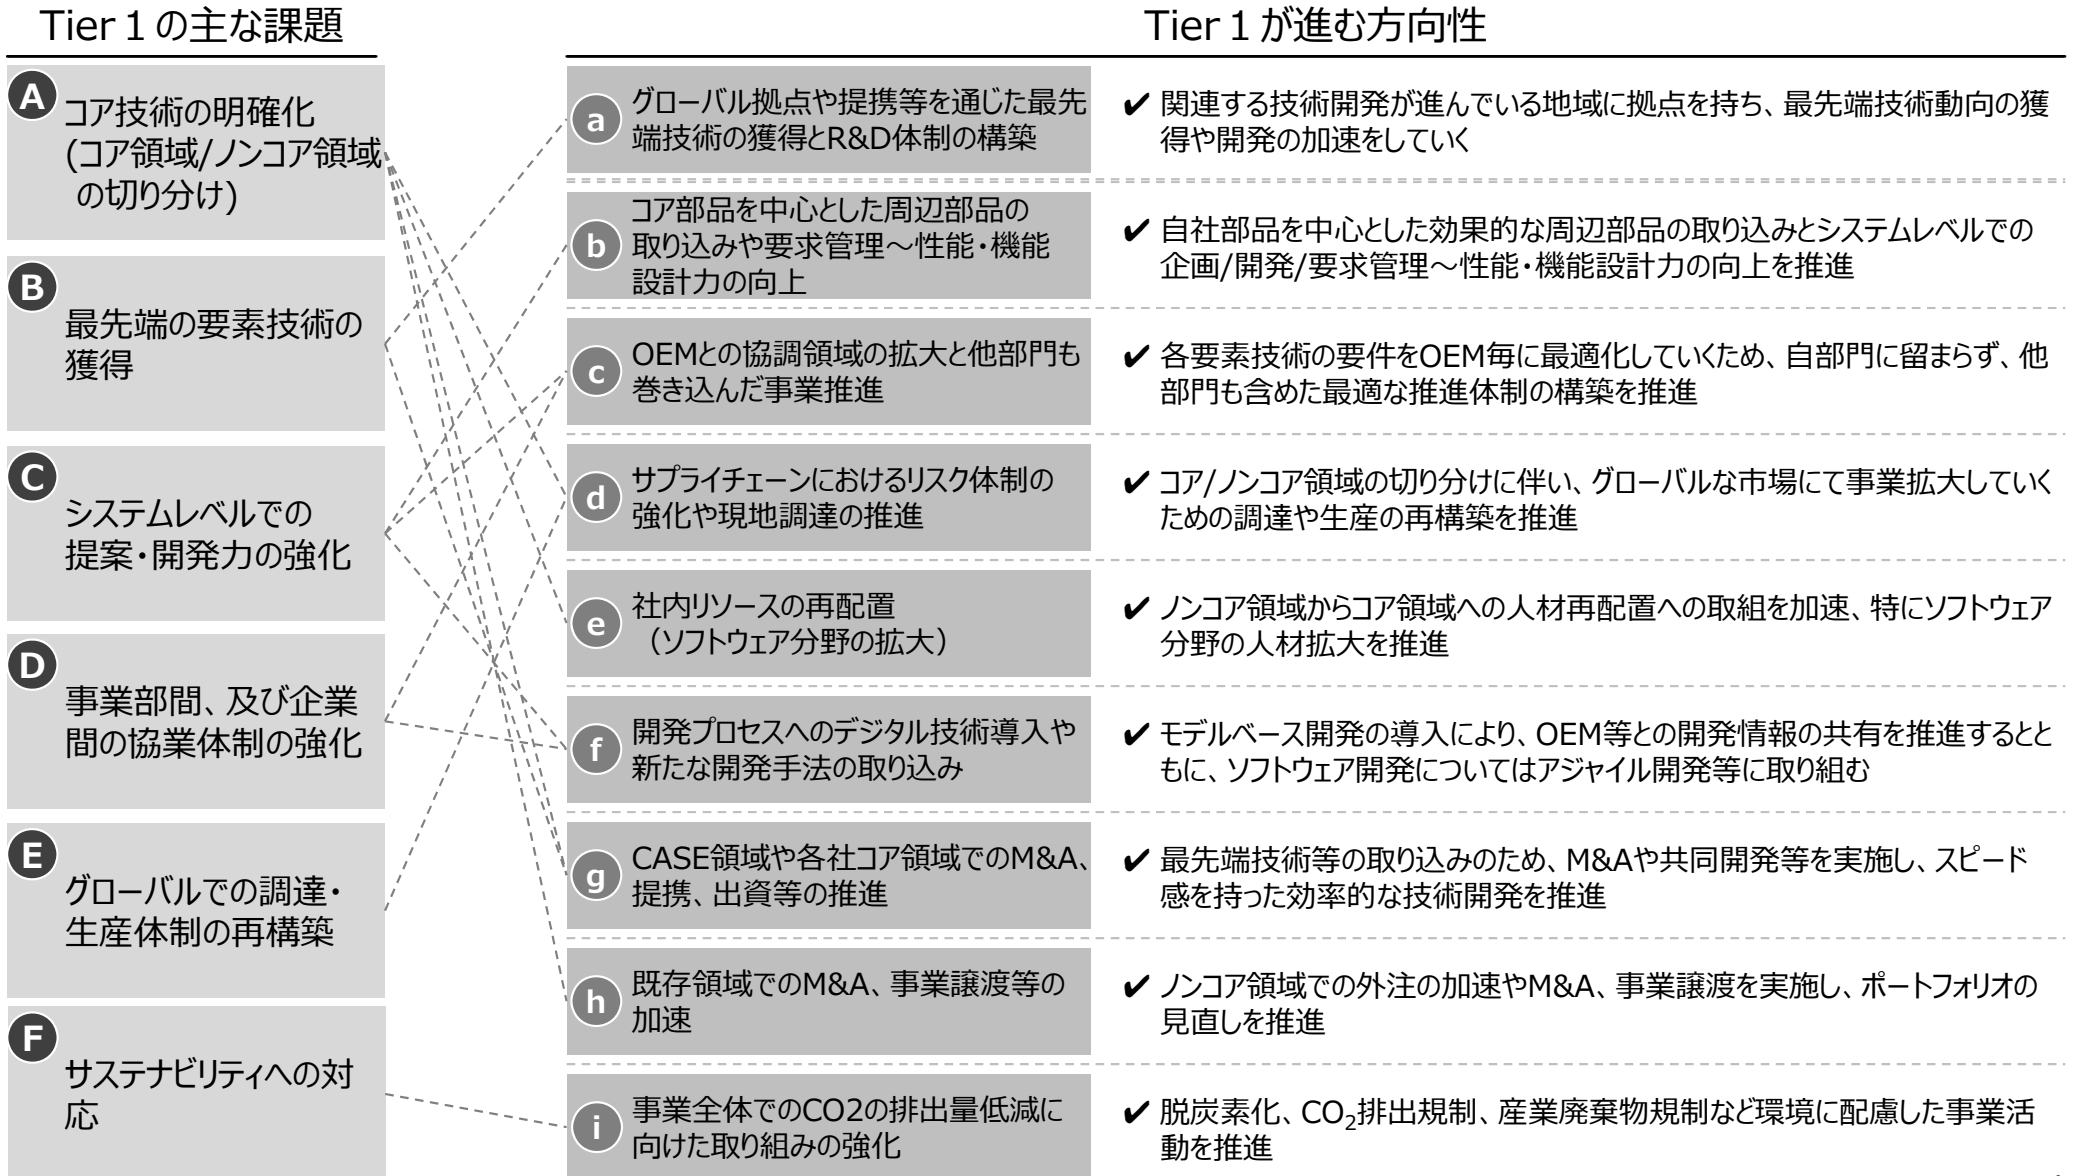 Tier１の主な課題
Tier１が進む方向性
A
コア技術の明確化
(コア領域/ノンコア領域
の切り分け)
B
最先端の要素技術の
獲得
C
システムレベルでの
提案・開発力の強化
D
事業部間、及び企業
間の協業体制の強化
E
グローバルでの調達・
生産体制の再構築
F
サステナビリティへの対
応
a
グローバル拠点や提携等を通じた最先
端技術の獲得とR&D体制の構築
✔ 関連する技術開発が進んでいる地域に拠点を持ち、最先端技術動向の獲
得や開発の加速をしていく
b
コア部品を中心とした周辺部品の
取り込みや要求管理～性能・機能
設計力の向上
✔ 自社部品を中心とした効果的な周辺部品の取り込みとシステムレベルでの
企画/開発/要求管理～性能・機能設計力の向上を推進
c
OEMとの協調領域の拡大と他部門も
巻き込んだ事業推進
✔ 各要素技術の要件をOEM毎に最適化していくため、自部門に留まらず、他
部門も含めた最適な推進体制の構築を推進
d
サプライチェーンにおけるリスク体制の
強化や現地調達の推進
✔ コア/ノンコア領域の切り分けに伴い、グローバルな市場にて事業拡大していく
ための調達や生産の再構築を推進
e
社内リソースの再配置
（ソフトウェア分野の拡大）
✔ ノンコア領域からコア領域への人材再配置への取組を加速、特にソフトウェア
分野の人材拡大を推進
f
開発プロセスへのデジタル技術導入や
新たな開発手法の取り込み
✔ モデルベース開発の導入により、OEM等との開発情報の共有を推進するとと
もに、ソフトウェア開発についてはアジャイル開発等に取り組む
g
CASE領域や各社コア領域でのM&A、
提携、出資等の推進
✔ 最先端技術等の取り込みのため、M&Aや共同開発等を実施し、スピード
感を持った効率的な技術開発を推進
h
既存領域でのM&A、事業譲渡等の
加速
✔ ノンコア領域での外注の加速やM&A、事業譲渡を実施し、ポートフォリオの
見直しを推進
i
事業全体でのCO2の排出量低減に
向けた取り組みの強化
✔ 脱炭素化、CO₂排出規制、産業廃棄物規制など環境に配慮した事業活
動を推進